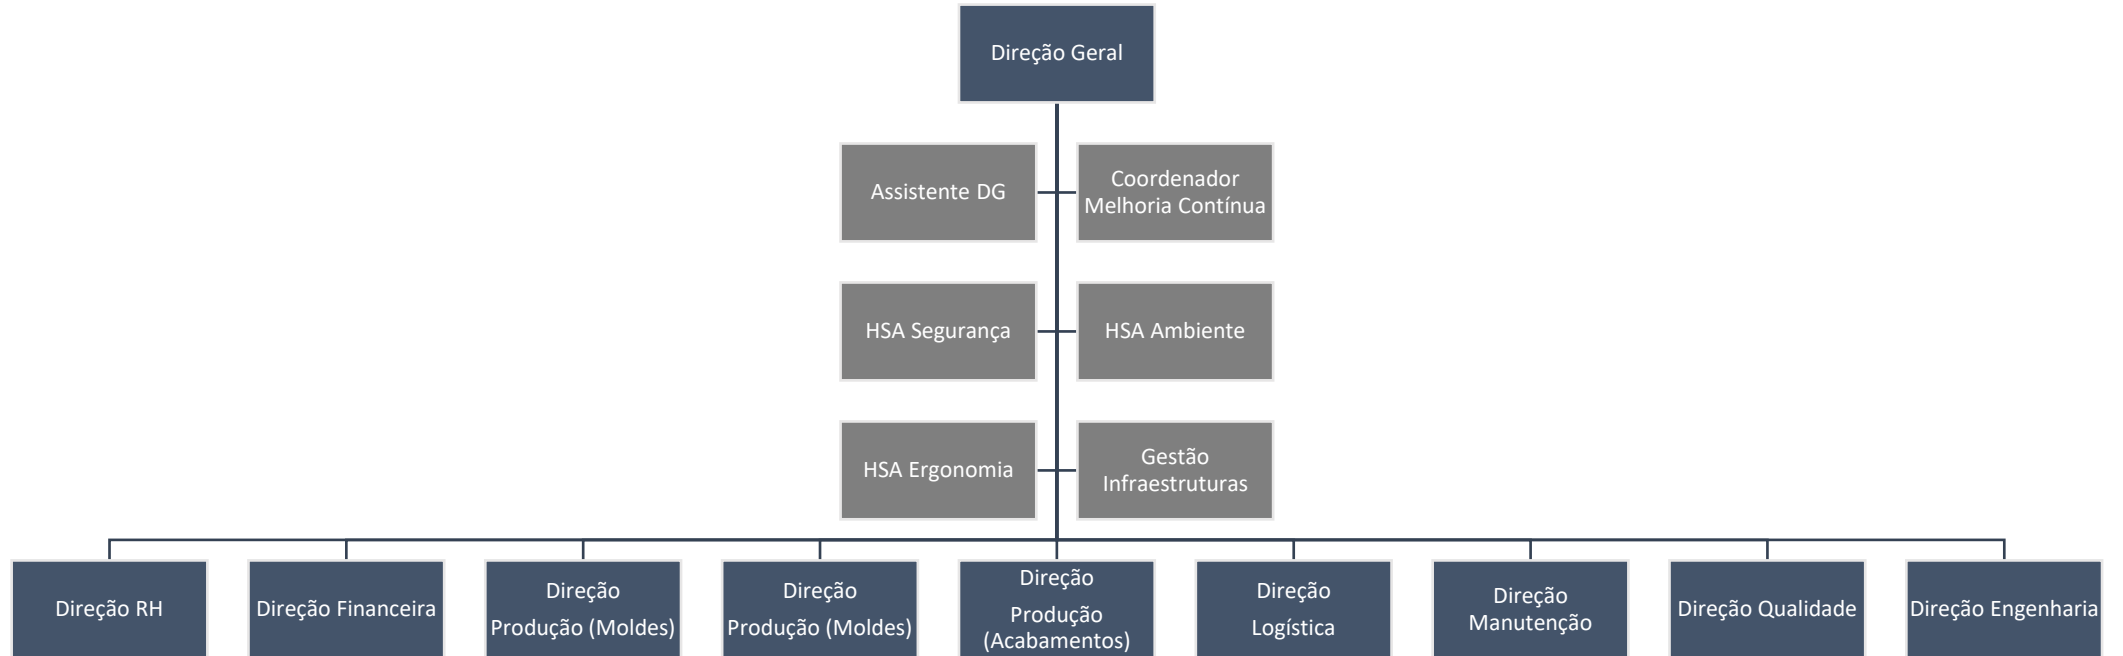 Direção Geral
Assistente DG
Coordenador
Melhoria Contínua
HSA Segurança
HSA Ambiente
HSA Ergonomia
Gestão
Infraestruturas
Direção RH
Direção Financeira
Direção
Produção (Moldes)
Direção
Produção (Moldes)
Direção
Produção
(Acabamentos)
Direção
Logística
Direção
Manutenção
Direção Qualidade
Direção Engenharia